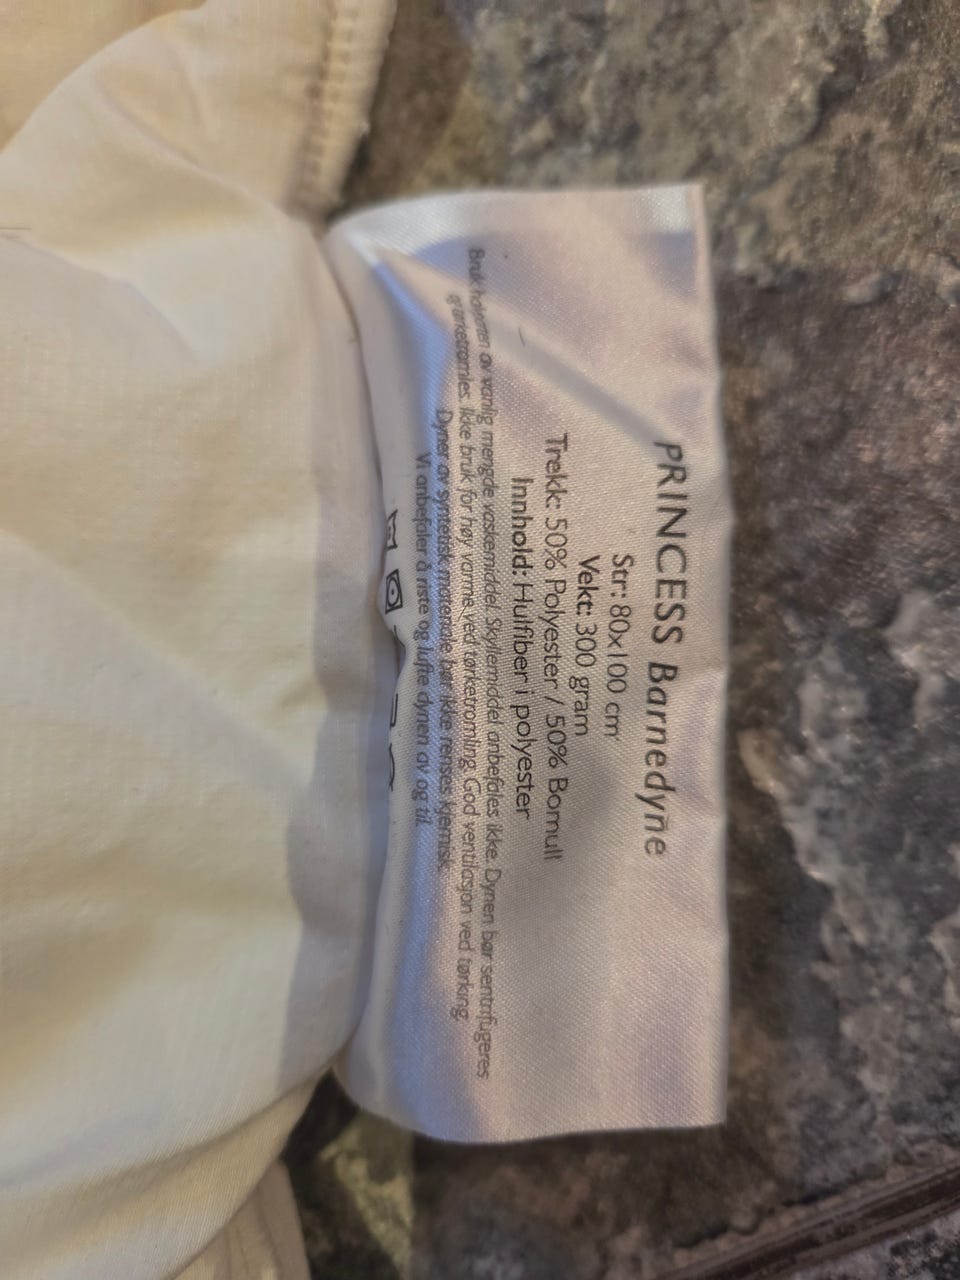 PRINCESS Barnedyne
Str: 80x100 cm
Vekt: 300 gram
Trekk: 50% Polyester / 50% Bomull
Innhold: Hulfiber i polyester
Bruk halvparten av vanlig mengde vaskemiddel. Skyllemiddel anbefales ikke. Dynen bør sentrifugeres
og tørketromles. Ikke bruk for høy varme ved tørketromling. God ventilasjon ved tørking.
Dyner av syntetisk materiale bør ikke renses kjemisk.
Vi anbefaler å riste og lufte dynen av og til.